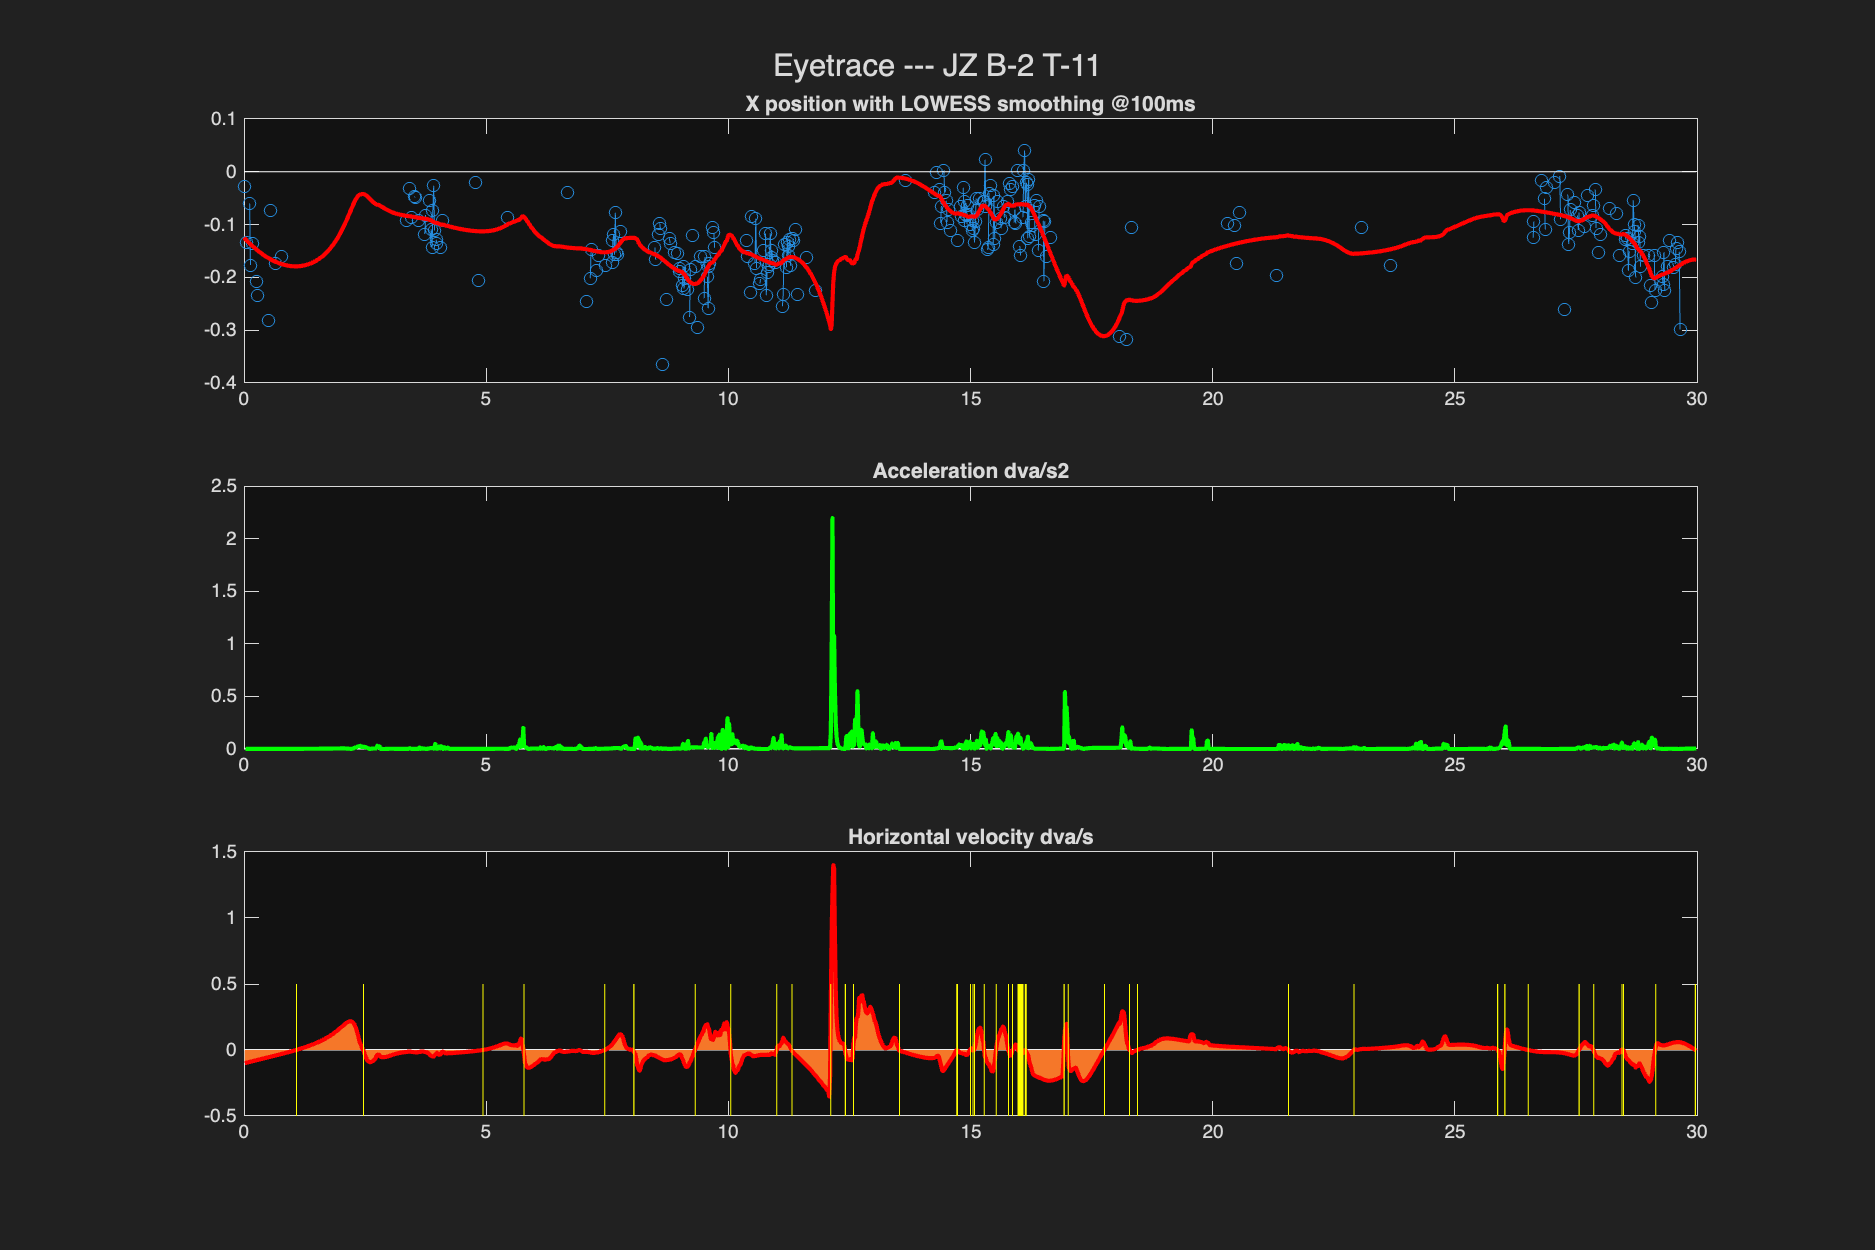 Eyetrace --- JZ B-2 T-11
X position with LOWESS smoothing @100ms
0.1
0
-0.1
-0.2
-0.3
-0.4
0 5 10 15 20 25 30
Acceleration dva/s2
2.5
2
1.5
1
0.5
0
0 5 10 15 20 25 30
Horizontal velocity dva/s
1.5
1
0.5
0
-0.5
0 5 10 15 20 25 30